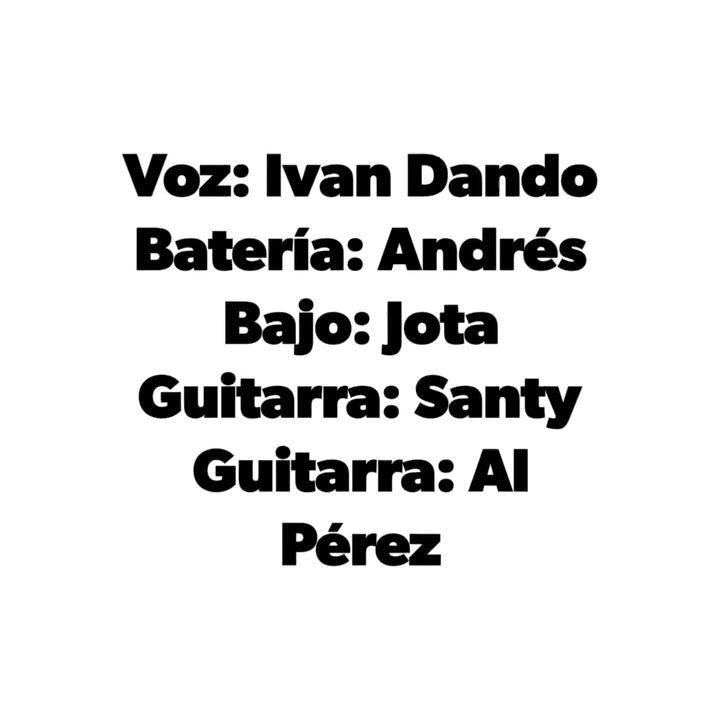 Voz: Ivan Dando
Batería: Andrés
Bajo: Jota
Guitarra: Santy
Guitarra: Al
Pérez